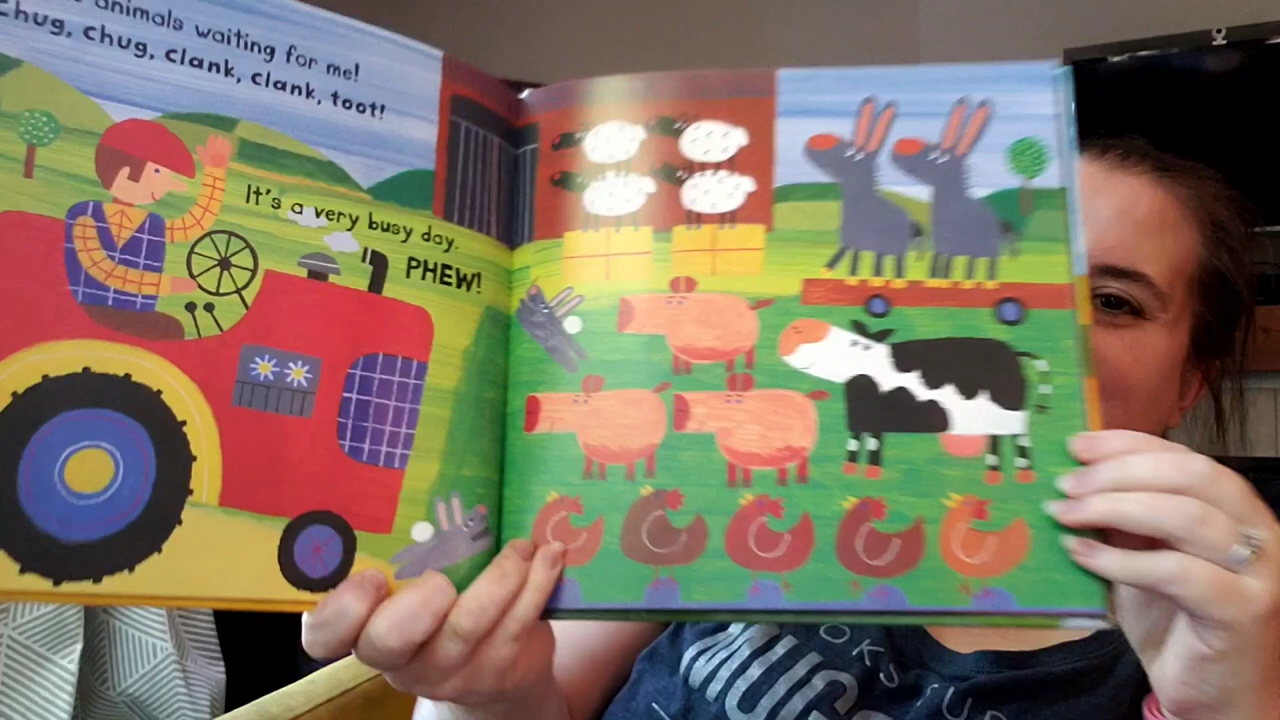 animals waiting for me!
Chug, chug, clank, clank, toot!
It's a very busy day.
PHEW!